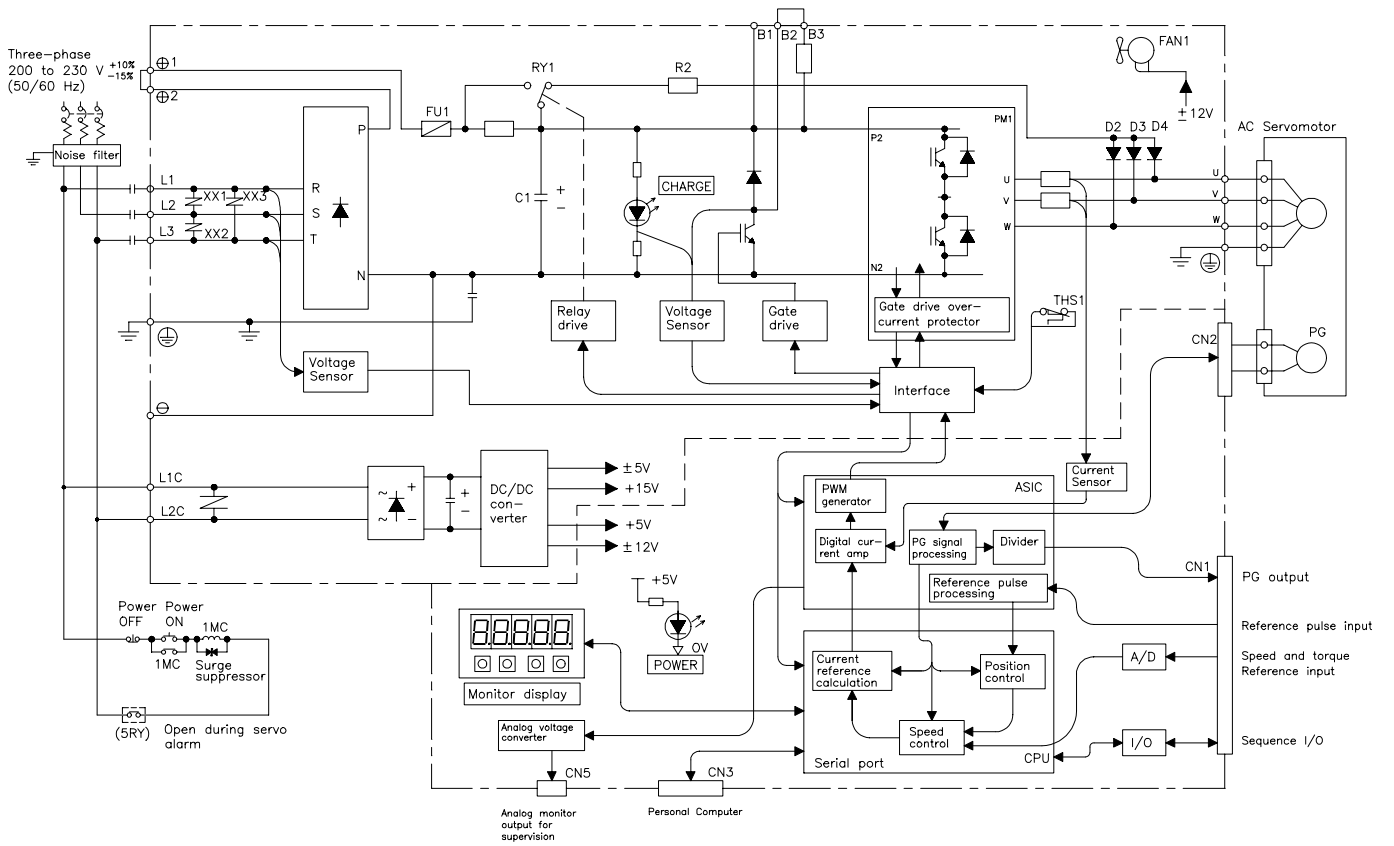 Three-phase
200 to 230 V +10% -15%
(50/60 Hz)
Noise filter
⊕1
⊕2
L1
L2
L3
XX1
XX3
XX2
P
R
S
T
N
FU1
RY1
R2
C1
+
-
CHARGE
B1
B2
B3
P2
PM1
U
V
W
N2
Gate drive over-
current protector
FAN1
±12V
D2
D3
D4
AC Servomotor
U
V
W
PG
THS1
CN2
Relay
drive
Voltage
Sensor
Gate
drive
Voltage
Sensor
Interface
⊖
L1C
L2C
~
+
~
-
+
-
DC/DC
con-
verter
±5V
+15V
+5V
±12V
PWM
generator
ASIC
Digital cur-
rent amp
PG signal
processing
Divider
Reference pulse
processing
Current
Sensor
CN1
PG output
Reference pulse input
Speed and torque
Reference input
A/D
I/O
Sequence I/O
Power
OFF
Power
ON
1MC
1MC
Surge
suppressor
(5RY)
Open during servo
alarm
88888
Monitor display
+5V
0V
POWER
Analog voltage
converter
Current
reference
calculation
Position
control
Speed
control
Serial port
CPU
CN5
CN3
Analog monitor
output for
supervision
Personal Computer